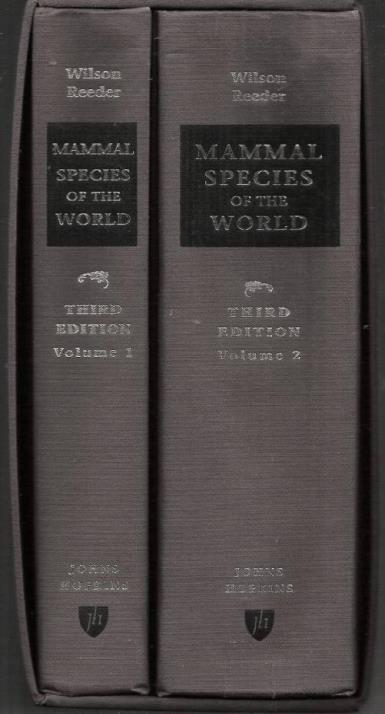 Wilson
Reeder
MAMMAL
SPECIES
OF THE
WORLD
THIRD
EDITION
Volume 1
JOHNS
HOPKINS
jh
Wilson
Reeder
MAMMAL
SPECIES
OF THE
WORLD
THIRD
EDITION
Volume 2
JOHNS
HOPKINS
jh